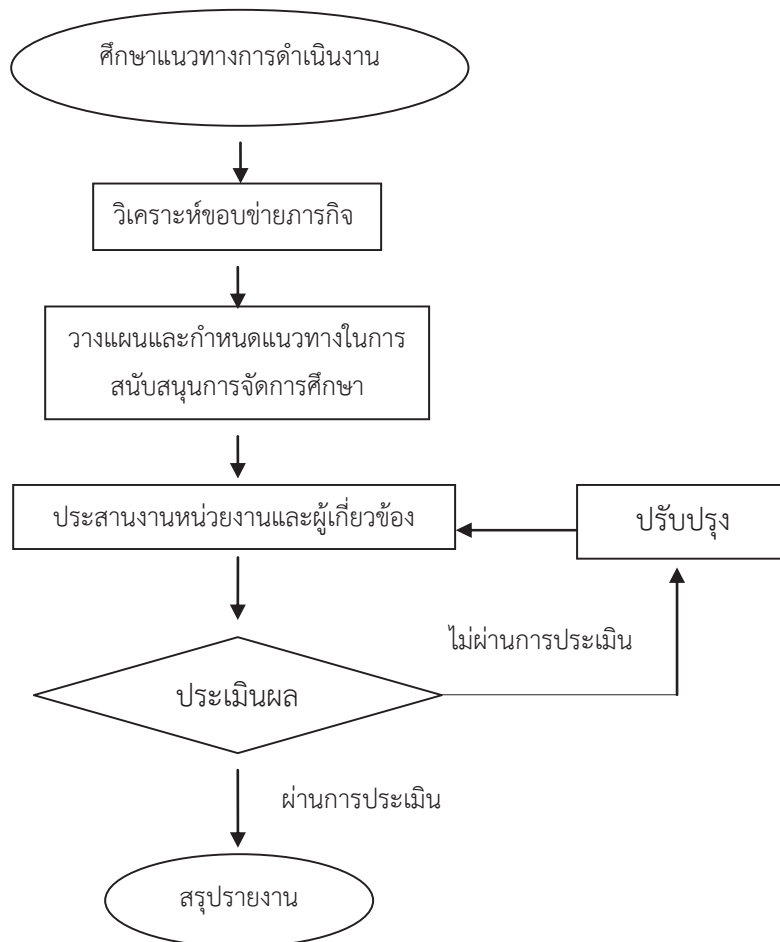 ศึกษาแนวทางการดำเนินงาน
วิเคราะห์ขอบข่ายภารกิจ
วางแผนและกำหนดแนวทางในการ
สนับสนุนการจัดการศึกษา
ประสานงานหน่วยงานและผู้เกี่ยวข้อง
ปรับปรุง
ไม่ผ่านการประเมิน
ประเมินผล
ผ่านการประเมิน
สรุปรายงาน